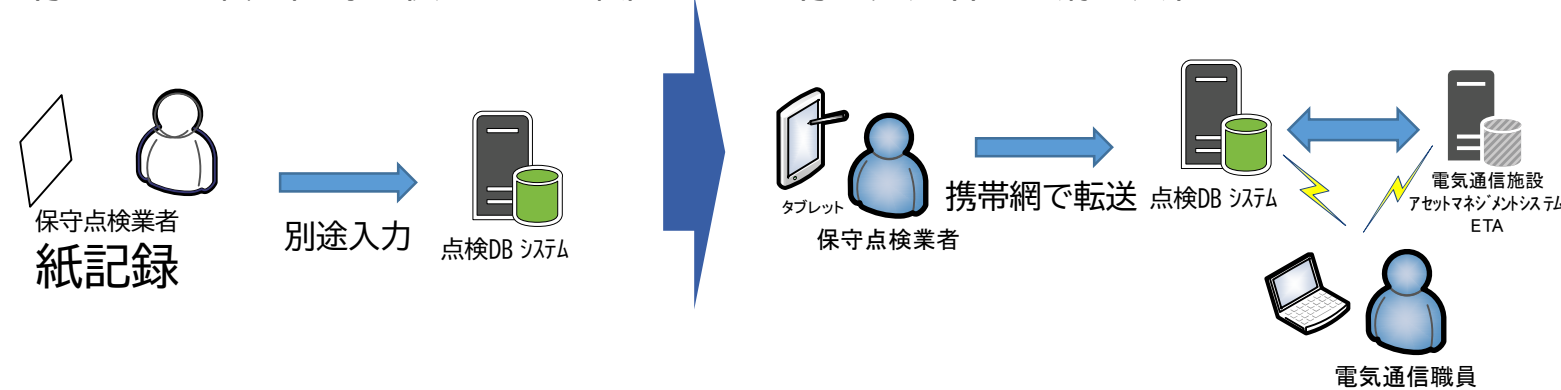 保守点検業者
紙記録
別途入力
点検DB システム
タブレット
保守点検業者
携帯網で転送
点検DB システム
電気通信施設
アセットマネジメントシステム
ETA
電気通信職員